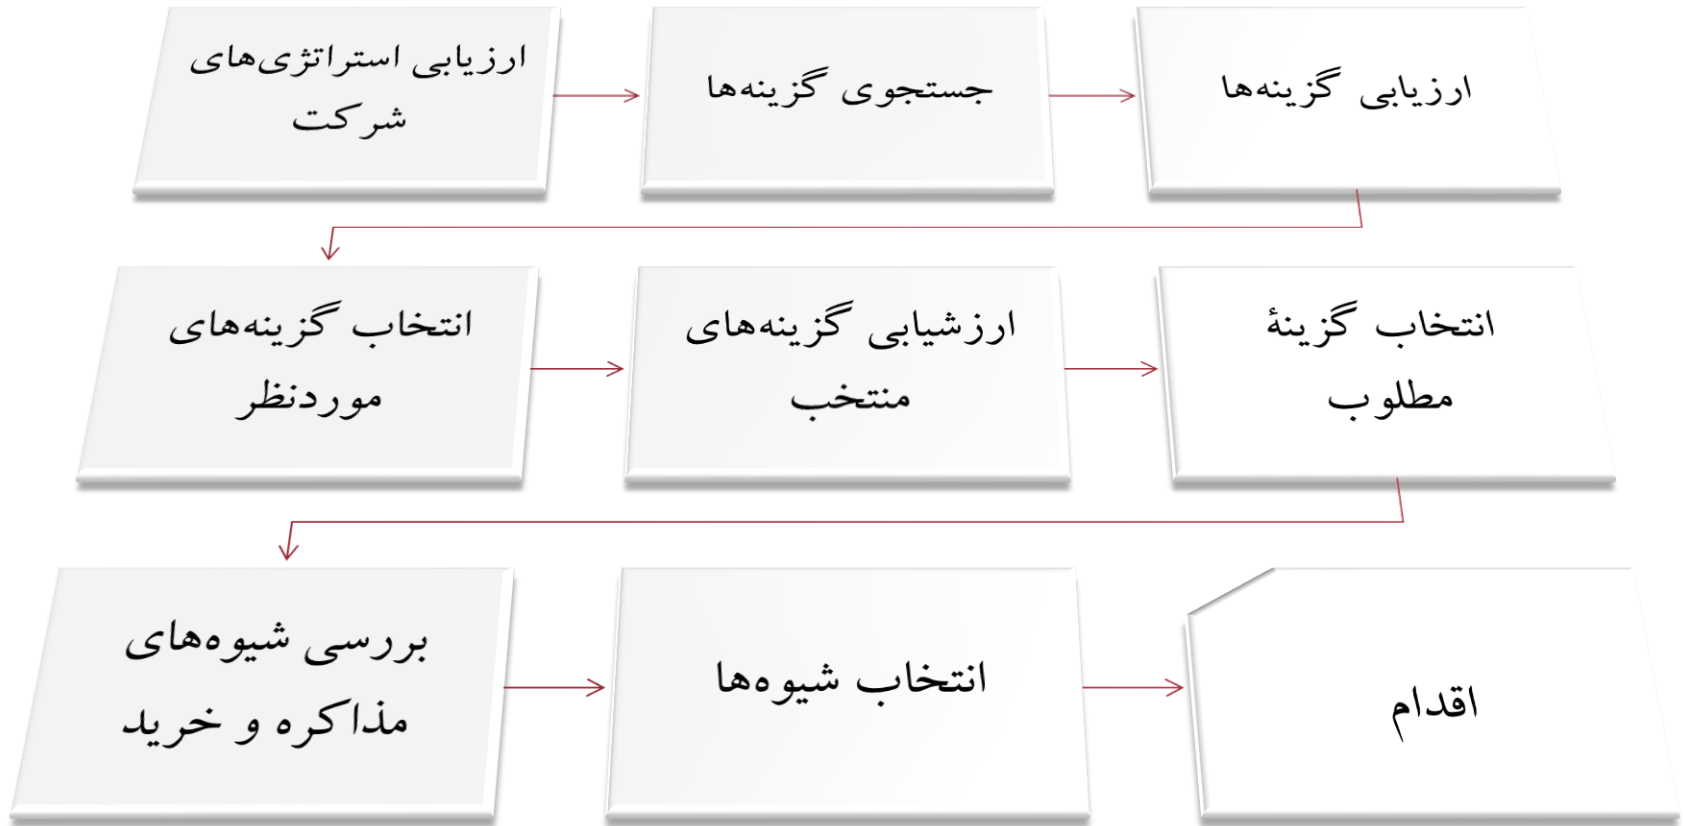 ارزیابی استراتژی‌های
شرکت
جستجوی گزینه‌ها
ارزیابی گزینه‌ها
انتخاب گزینه‌های
موردنظر
ارزشیابی گزینه‌های
منتخب
انتخاب گزینهٔ
مطلوب
بررسی شیوه‌های
مذاکره و خرید
انتخاب شیوه‌ها
اقدام